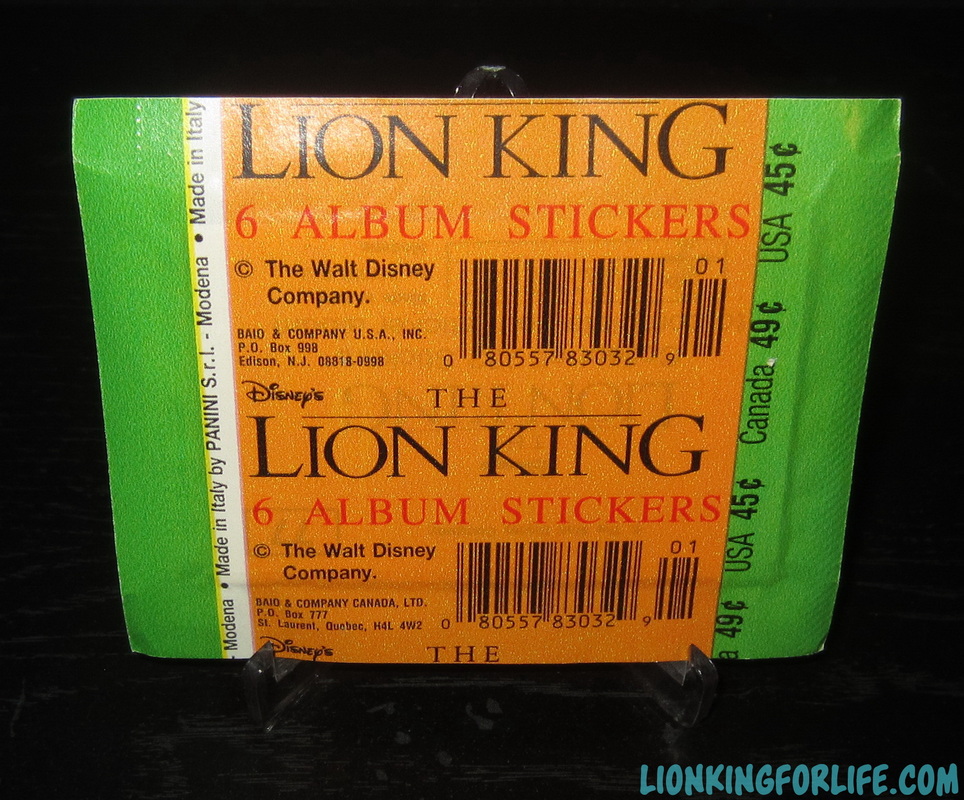 LION KING
6 ALBUM STICKERS
© The Walt Disney
Company.
BAIO & COMPANY U.S.A., INC.
P.O. Box 998
Edison, N.J. 08818-0998
01
0 80557 83032 9
DISNEY'S THE
LION KING
6 ALBUM STICKERS
© The Walt Disney
Company.
BAIO & COMPANY CANADA, LTD.
P.O. Box 777
St. Laurent, Quebec, H4L 4W2
01
0 80557 83032 9
DISNEY'S THE
- Modena • Made in Italy by PANINI S.r.l. - Modena • Made in Italy
49¢ USA 45¢ Canada 49¢ USA 45¢
LIONKINGFORLIFE.COM